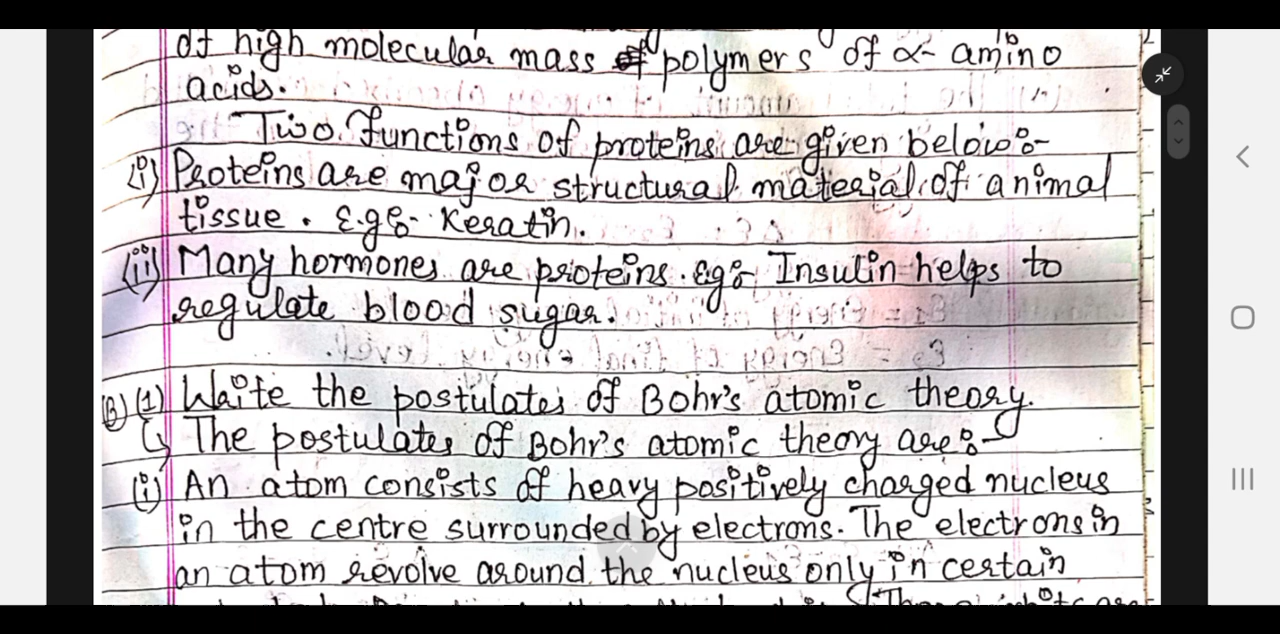 of high molecular mass polymers of α- amino
acids.
Two functions of proteins are given below:-
(i) Proteins are major structural material of animal
tissue. E.g:- Keratin.
(ii) Many hormones are proteins. Eg:- Insulin helps to
regulate blood sugar.
(B) (1) Write the postulates of Bohr's atomic theory.
↳ The postulates of Bohr's atomic theory are:-
(i) An atom consists of heavy positively charged nucleus
in the centre surrounded by electrons. The electrons in
an atom revolve around the nucleus only in certain